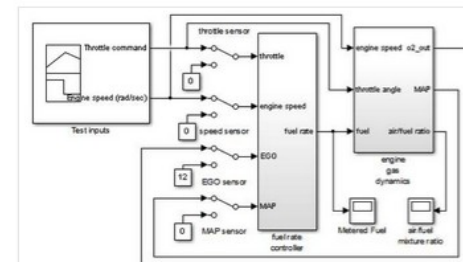 throttle sensor
Throttle command
throttle
engine speed o2_out
0
Engine speed (rad/sec)
engine speed
throttle angle MAP
Test inputs
0
speed sensor
fuel rate
fuel air/fuel ratio
EGO
12
EGO sensor
engine
gas
dynamics
MAP
0
MAP sensor
fuel rate
controller
Metered Fuel
air/fuel
mixture ratio